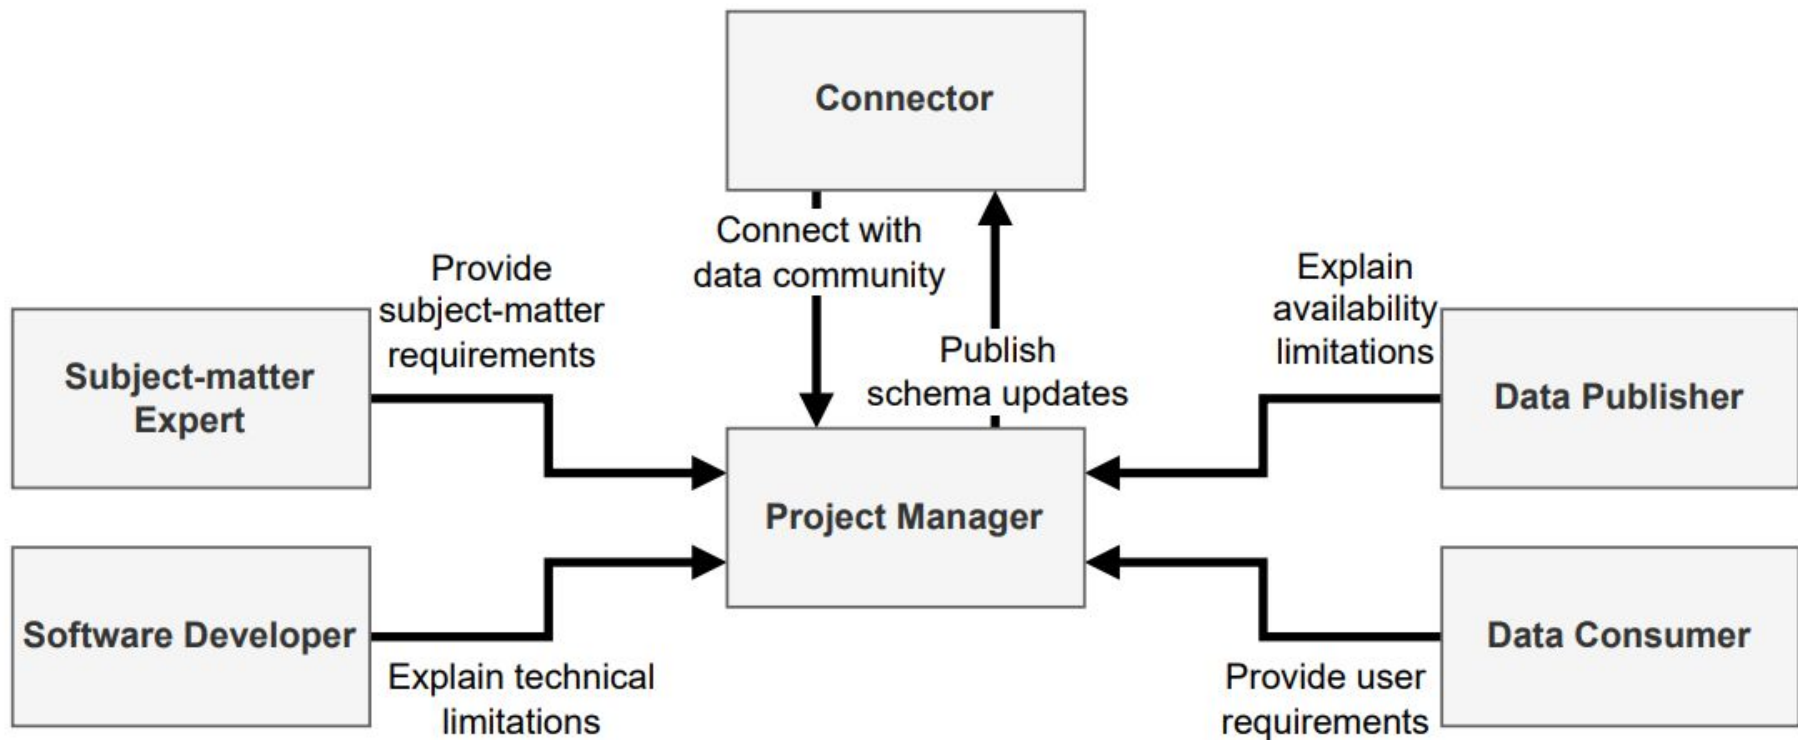 Connector
Connect with
data community
Publish
schema updates
Provide
subject-matter
requirements
Explain
availability
limitations
Subject-matter
Expert
Data Publisher
Project Manager
Software Developer
Data Consumer
Explain technical
limitations
Provide user
requirements